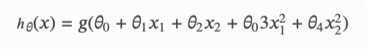 hθ(x) = g(θ₀ + θ₁x₁ + θ₂x₂ + θ₀3x₁² + θ₄x₂²)